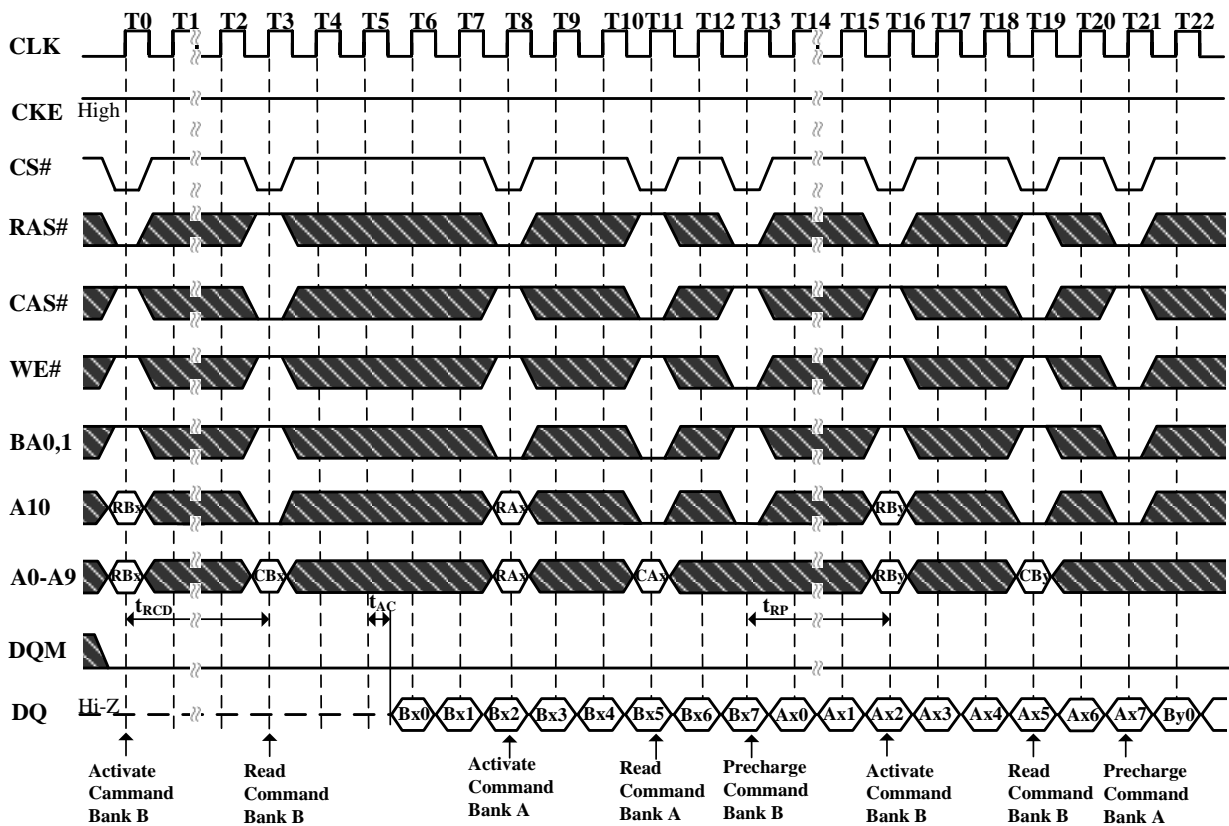 T0 T1 T2 T3 T4 T5 T6 T7 T8 T9 T10 T11 T12 T13 T14 T15 T16 T17 T18 T19 T20 T21 T22
CLK
CKE High
CS#
RAS#
CAS#
WE#
BA0,1
A10 RBx RAx RBy
A0-A9 RBx CBx RAx CAx RBy CBy
tRCD tAC tRP
DQM
DQ Hi-Z Bx0 Bx1 Bx2 Bx3 Bx4 Bx5 Bx6 Bx7 Ax0 Ax1 Ax2 Ax3 Ax4 Ax5 Ax6 Ax7 By0
Activate
Cammand
Bank B
Read
Command
Bank B
Activate
Command
Bank A
Read
Command
Bank A
Precharge
Command
Bank B
Activate
Command
Bank B
Read
Command
Bank B
Precharge
Command
Bank A